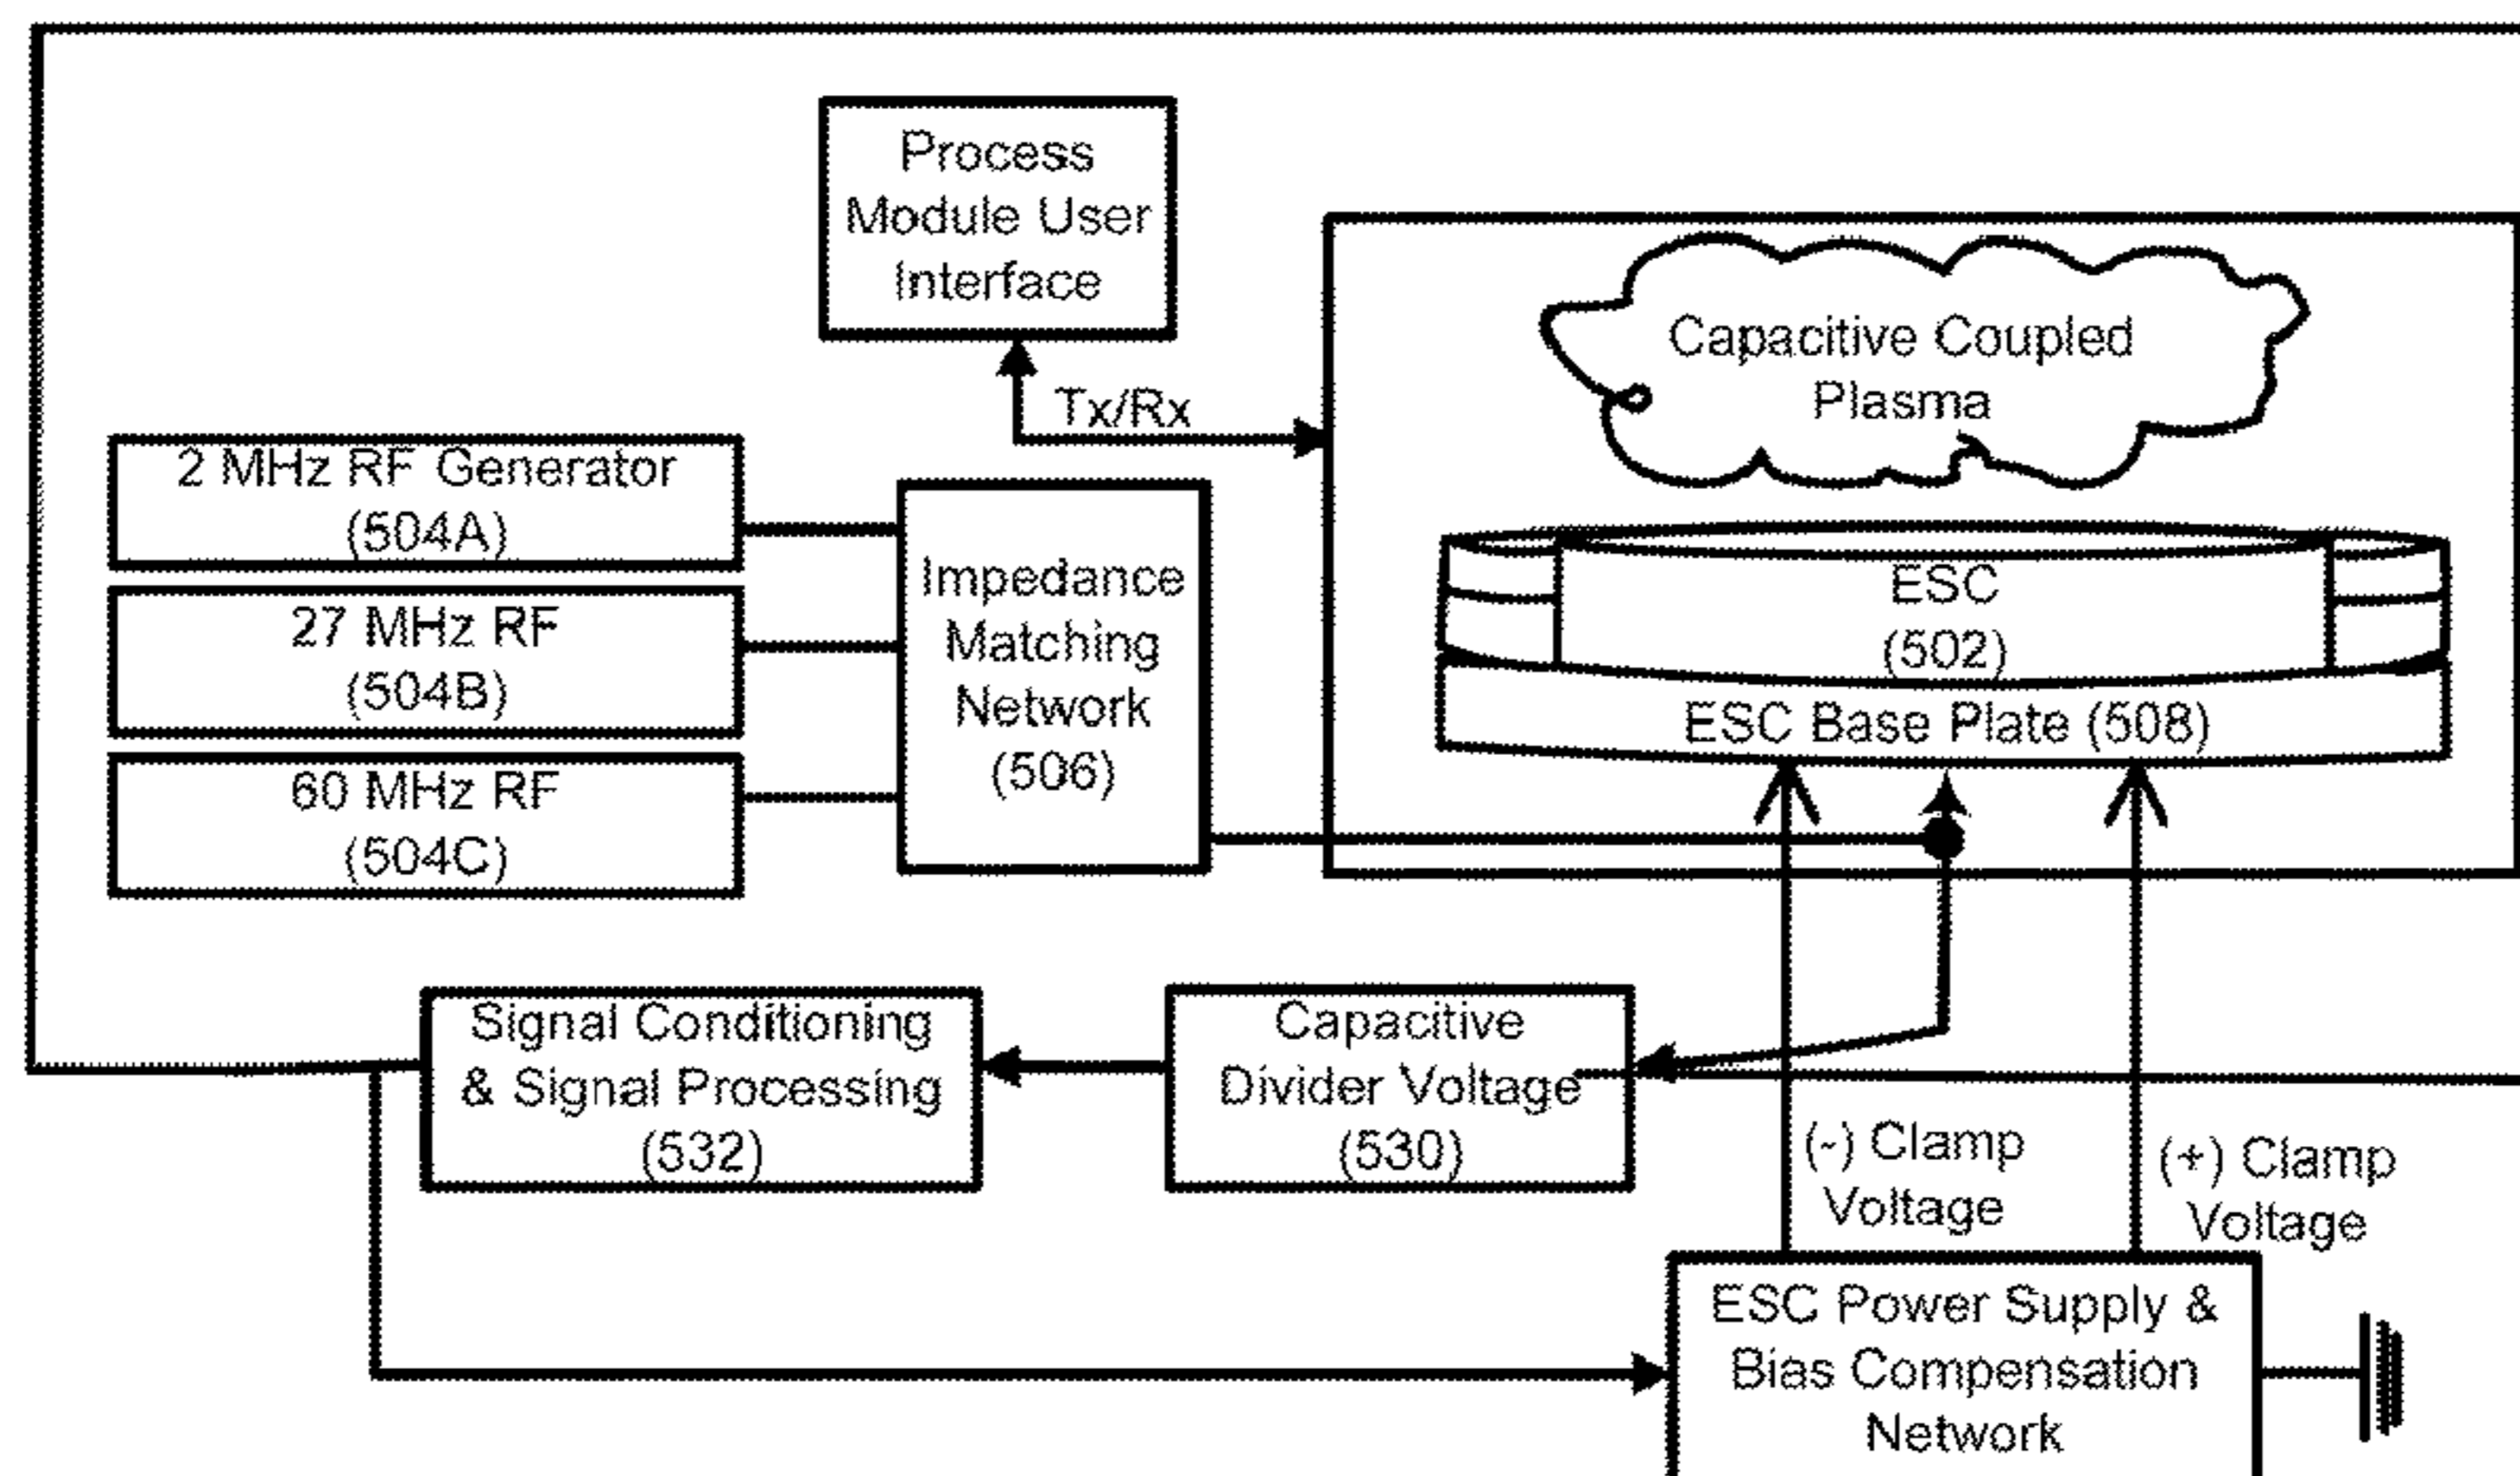 Process
Module User
Interface
Tx/Rx
Capacitive Coupled
Plasma
2 MHz RF Generator
(504A)
27 MHz RF
(504B)
60 MHz RF
(504C)
Impedance
Matching
Network
(506)
ESC
(502)
ESC Base Plate (508)
Signal Conditioning
& Signal Processing
(532)
Capacitive
Divider Voltage
(530)
(-) Clamp
Voltage
(+) Clamp
Voltage
ESC Power Supply &
Bias Compensation
Network